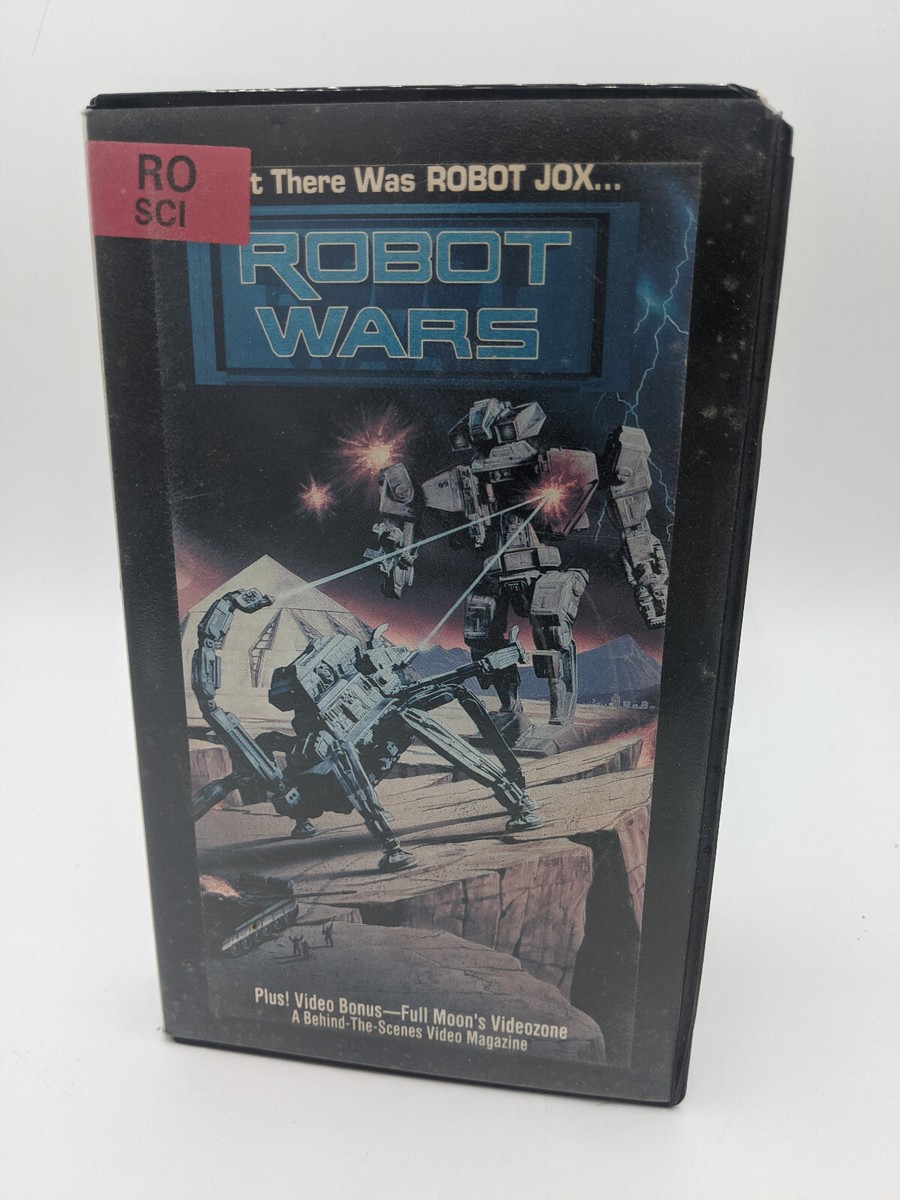 RO
SCI
t There Was ROBOT JOX...
ROBOT
WARS
Plus! Video Bonus—Full Moon's Videozone
A Behind-The-Scenes Video Magazine